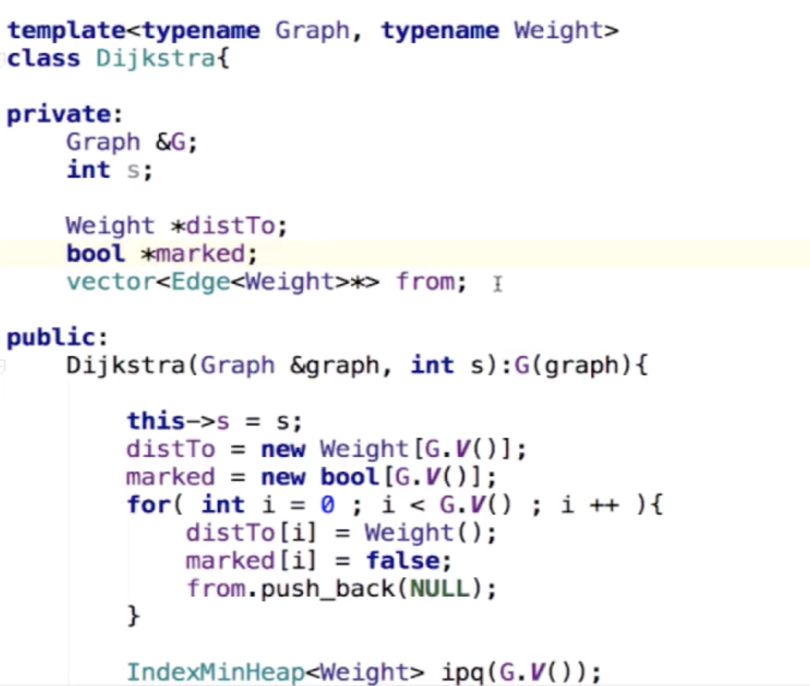 template<typename Graph, typename Weight>
class Dijkstra{
private:
    Graph &G;
    int s;
    Weight *distTo;
    bool *marked;
    vector<Edge<Weight>*> from;
public:
    Dijkstra(Graph &graph, int s):G(graph){
        this->s = s;
        distTo = new Weight[G.V()];
        marked = new bool[G.V()];
        for( int i = 0 ; i < G.V() ; i ++ ){
            distTo[i] = Weight();
            marked[i] = false;
            from.push_back(NULL);
        }
        IndexMinHeap<Weight> ipq(G.V());